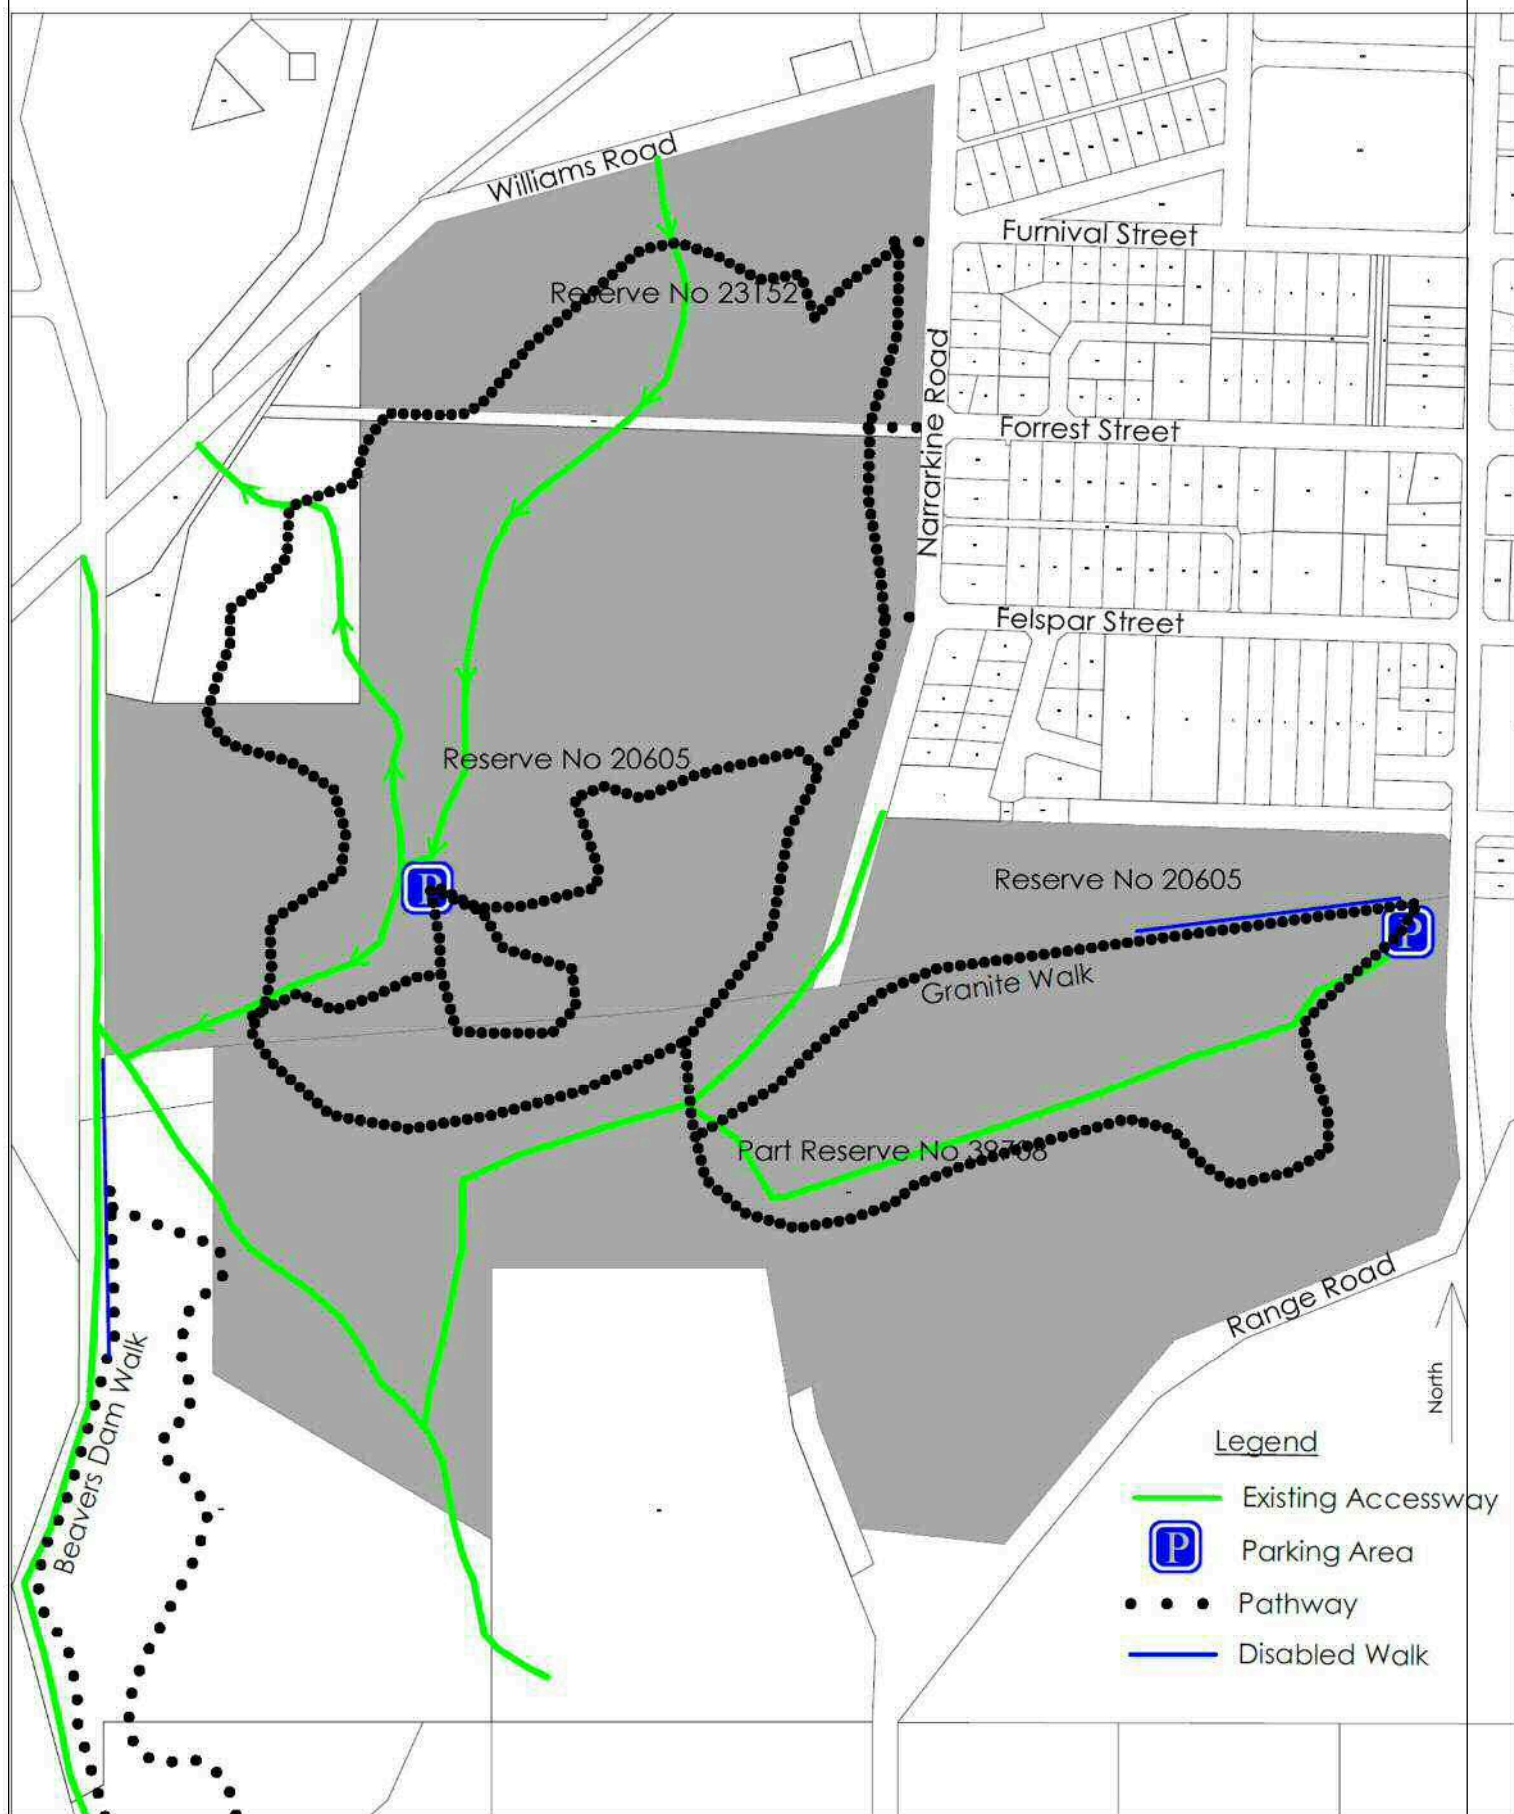 Williams Road
Furnival Street
Reserve No 23152
Narrarkine Road
Forrest Street
Felspar Street
Reserve No 20605
P
Reserve No 20605
P
Granite Walk
Part Reserve No 39768
Range Road
Beavers Dam Walk
North
Legend
Existing Accessway
P Parking Area
Pathway
Disabled Walk